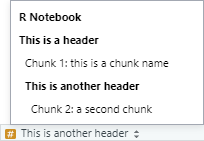 R Notebook
This is a header
Chunk 1: this is a chunk name
This is another header
Chunk 2: a second chunk
# This is another header